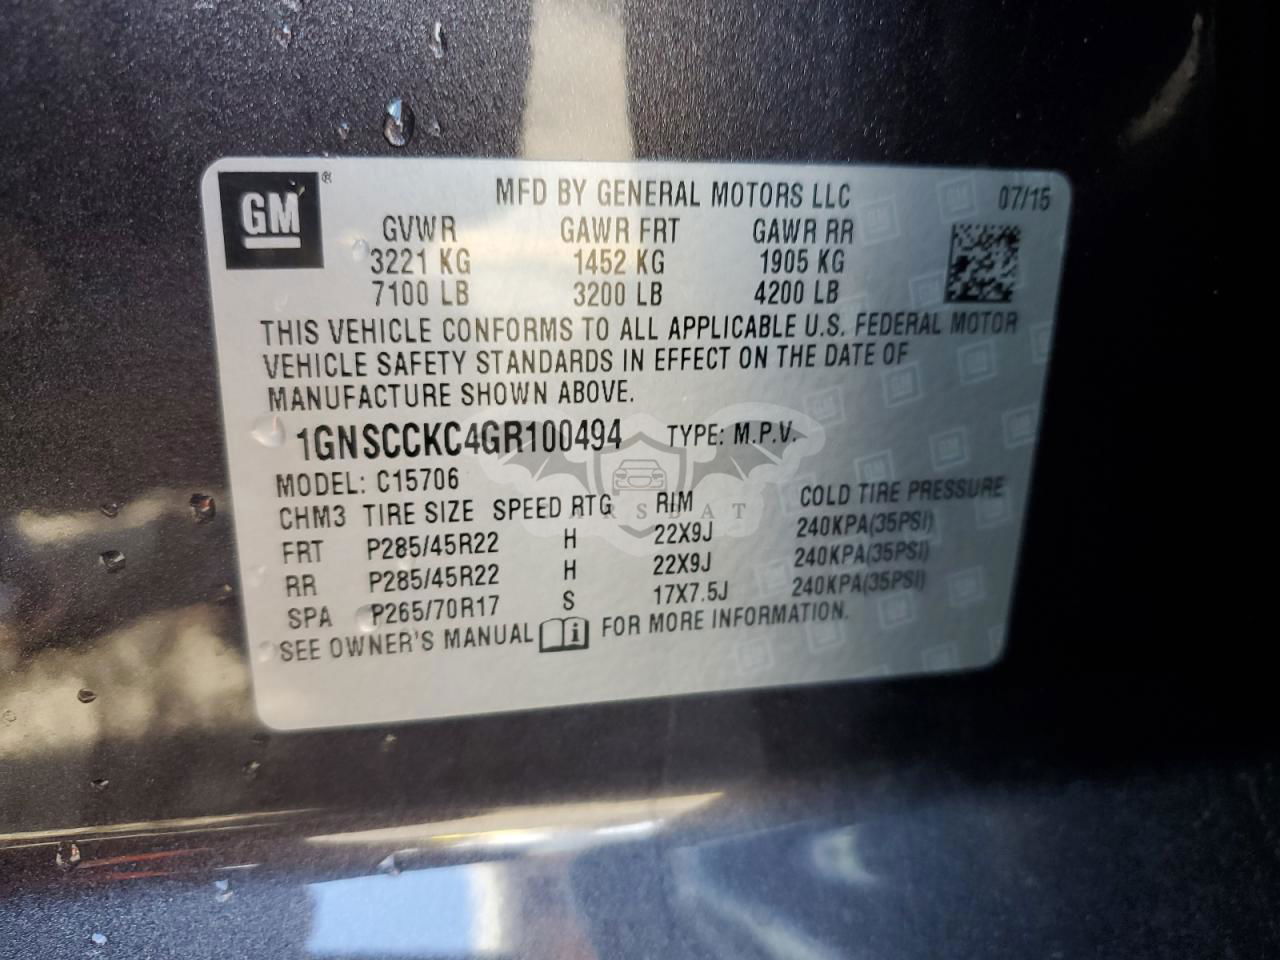 GM ®
MFD BY GENERAL MOTORS LLC 07/15
GVWR GAWR FRT GAWR RR
3221 KG 1452 KG 1905 KG
7100 LB 3200 LB 4200 LB
THIS VEHICLE CONFORMS TO ALL APPLICABLE U.S. FEDERAL MOTOR
VEHICLE SAFETY STANDARDS IN EFFECT ON THE DATE OF
MANUFACTURE SHOWN ABOVE.
1GNSCCKC4GR100494 TYPE: M.P.V.
MODEL: C15706
CHM3 TIRE SIZE SPEED RTG RIM COLD TIRE PRESSURE
FRT P285/45R22 H 22X9J 240KPA(35PSI)
RR P285/45R22 H 22X9J 240KPA(35PSI)
SPA P265/70R17 S 17X7.5J 240KPA(35PSI)
SEE OWNER'S MANUAL FOR MORE INFORMATION.